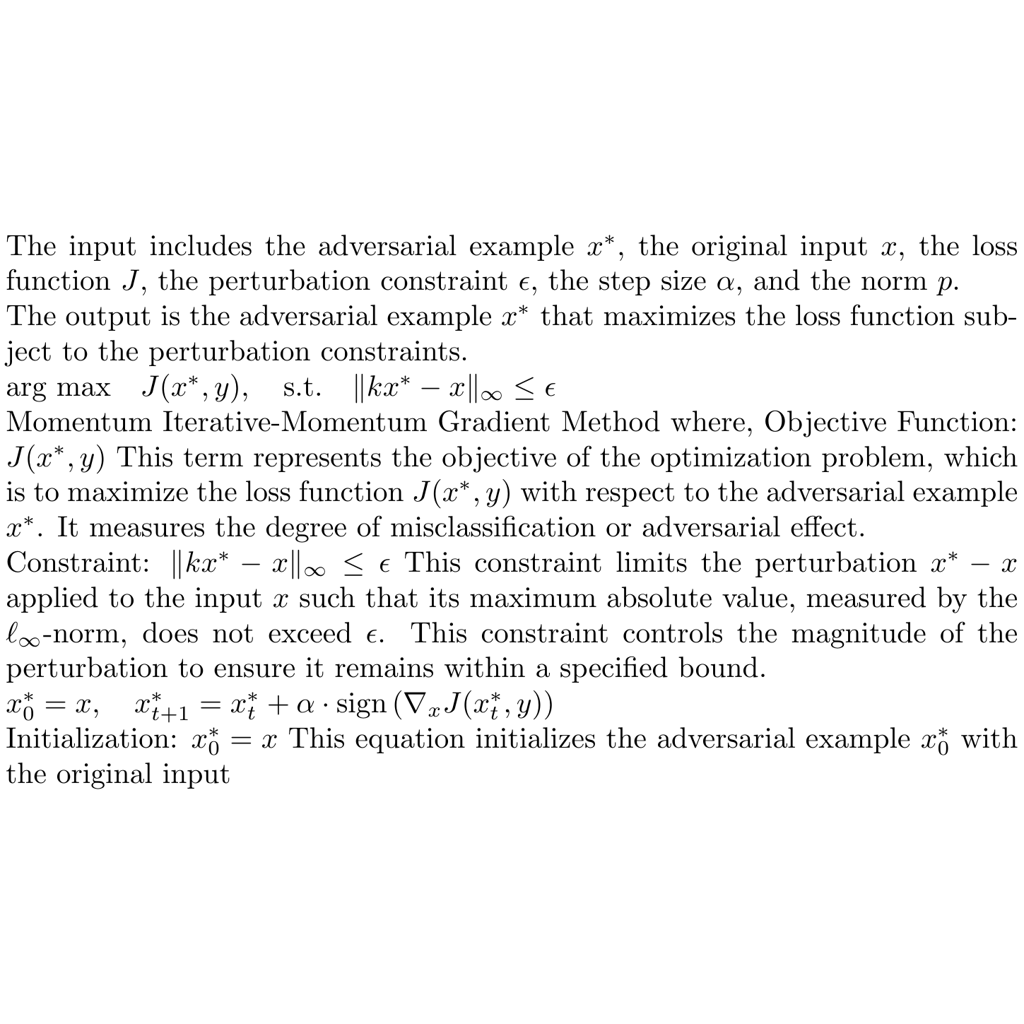 The input includes the adversarial example $x^*$, the original input $x$, the loss
function $J$, the perturbation constraint $\epsilon$, the step size $\alpha$, and the norm $p$.
The output is the adversarial example $x^*$ that maximizes the loss function sub-
ject to the perturbation constraints.
$\arg\max \quad J(x^*, y), \quad \text{s.t.} \quad \|kx^* - x\|_\infty \leq \epsilon$
Momentum Iterative-Momentum Gradient Method where, Objective Function:
$J(x^*, y)$ This term represents the objective of the optimization problem, which
is to maximize the loss function $J(x^*, y)$ with respect to the adversarial example
$x^*$. It measures the degree of misclassification or adversarial effect.
Constraint: $\|kx^* - x\|_\infty \leq \epsilon$ This constraint limits the perturbation $x^* - x$
applied to the input $x$ such that its maximum absolute value, measured by the
$\ell_\infty$-norm, does not exceed $\epsilon$. This constraint controls the magnitude of the
perturbation to ensure it remains within a specified bound.
$x_0^* = x, \quad x_{t+1}^* = x_t^* + \alpha \cdot \text{sign}\left(\nabla_x J(x_t^*, y)\right)$
Initialization: $x_0^* = x$ This equation initializes the adversarial example $x_0^*$ with
the original input